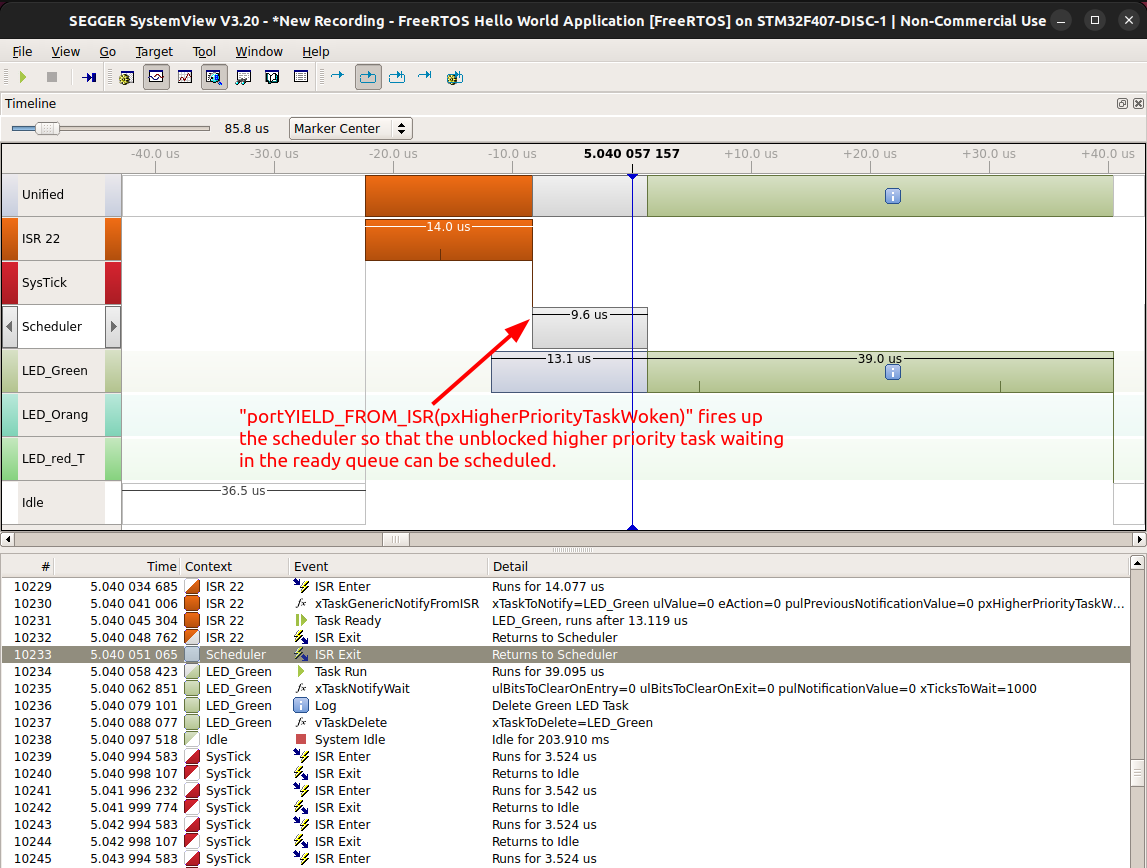 SEGGER SystemView V3.20 - *New Recording - FreeRTOS Hello World Application [FreeRTOS] on STM32F407-DISC-1 | Non-Commercial Use
File View Go Target Tool Window Help
Timeline
85.8 us Marker Center
-40.0 us -30.0 us -20.0 us -10.0 us 5.040 057 157 +10.0 us +20.0 us +30.0 us +40.0 us
Unified
ISR 22 14.0 us
SysTick
Scheduler 9.6 us
LED_Green 13.1 us 39.0 us
LED_Orang
"portYIELD_FROM_ISR(pxHigherPriorityTaskWoken)" fires up
the scheduler so that the unblocked higher priority task waiting
in the ready queue can be scheduled.
LED_red_T
Idle 36.5 us
# Time Context Event Detail
10229 5.040 034 685 ISR 22 ISR Enter Runs for 14.077 us
10230 5.040 041 006 ISR 22 fx xTaskGenericNotifyFromISR xTaskToNotify=LED_Green ulValue=0 eAction=0 pulPreviousNotificationValue=0 pxHigherPriorityTaskW...
10231 5.040 045 304 ISR 22 Task Ready LED_Green, runs after 13.119 us
10232 5.040 048 762 ISR 22 ISR Exit Returns to Scheduler
10233 5.040 051 065 Scheduler ISR Exit Returns to Scheduler
10234 5.040 058 423 LED_Green Task Run Runs for 39.095 us
10235 5.040 062 851 LED_Green fx xTaskNotifyWait ulBitsToClearOnEntry=0 ulBitsToClearOnExit=0 pulNotificationValue=0 xTicksToWait=1000
10236 5.040 079 101 LED_Green Log Delete Green LED Task
10237 5.040 088 077 LED_Green fx vTaskDelete xTaskToDelete=LED_Green
10238 5.040 097 518 Idle System Idle Idle for 203.910 ms
10239 5.040 994 583 SysTick ISR Enter Runs for 3.524 us
10240 5.040 998 107 SysTick ISR Exit Returns to Idle
10241 5.041 996 232 SysTick ISR Enter Runs for 3.542 us
10242 5.041 999 774 SysTick ISR Exit Returns to Idle
10243 5.042 994 583 SysTick ISR Enter Runs for 3.524 us
10244 5.042 998 107 SysTick ISR Exit Returns to Idle
10245 5.043 994 583 SysTick ISR Enter Runs for 3.524 us